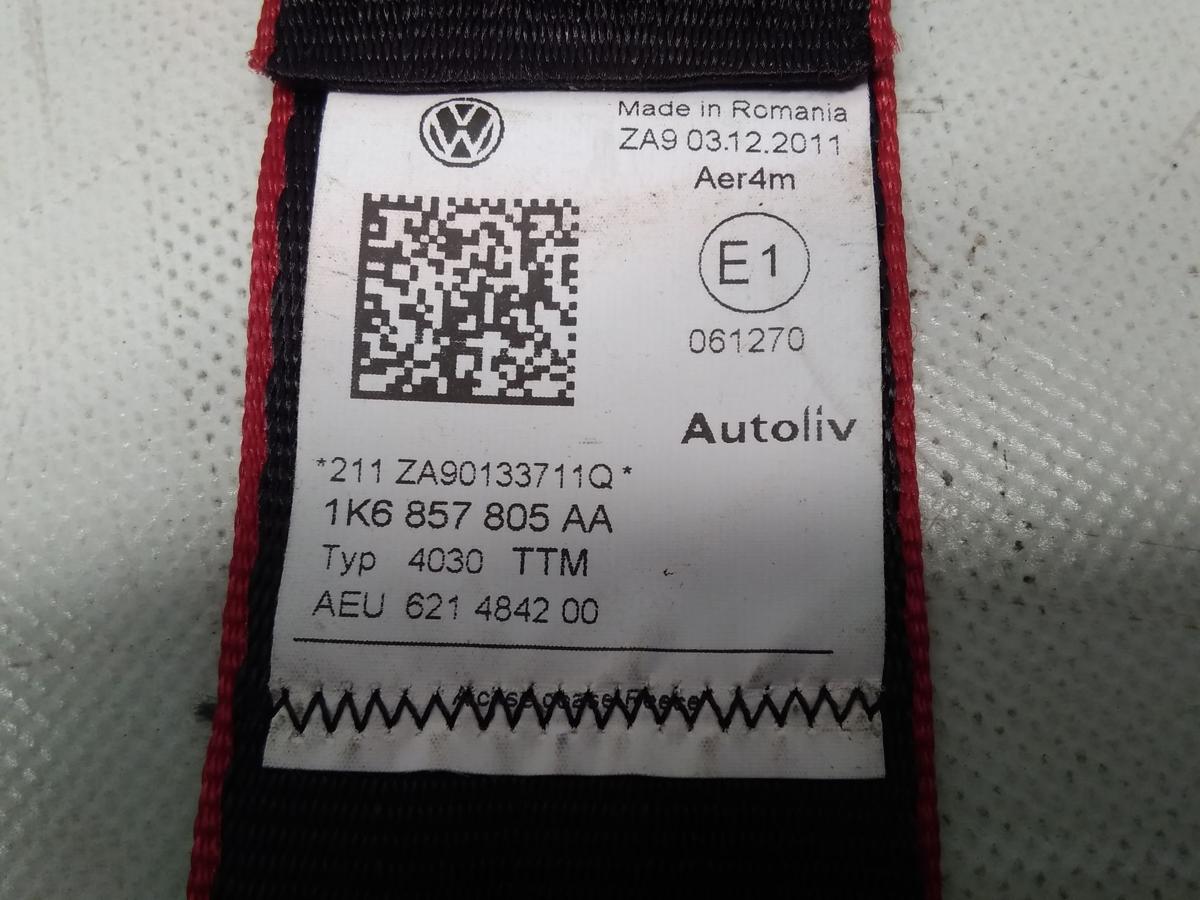 Made in Romania
ZA9 03.12.2011
Aer4m
E1
061270
Autoliv
*211 ZA90133711Q*
1K6 857 805 AA
Typ 4030 TTM
AEU 621 4842 00